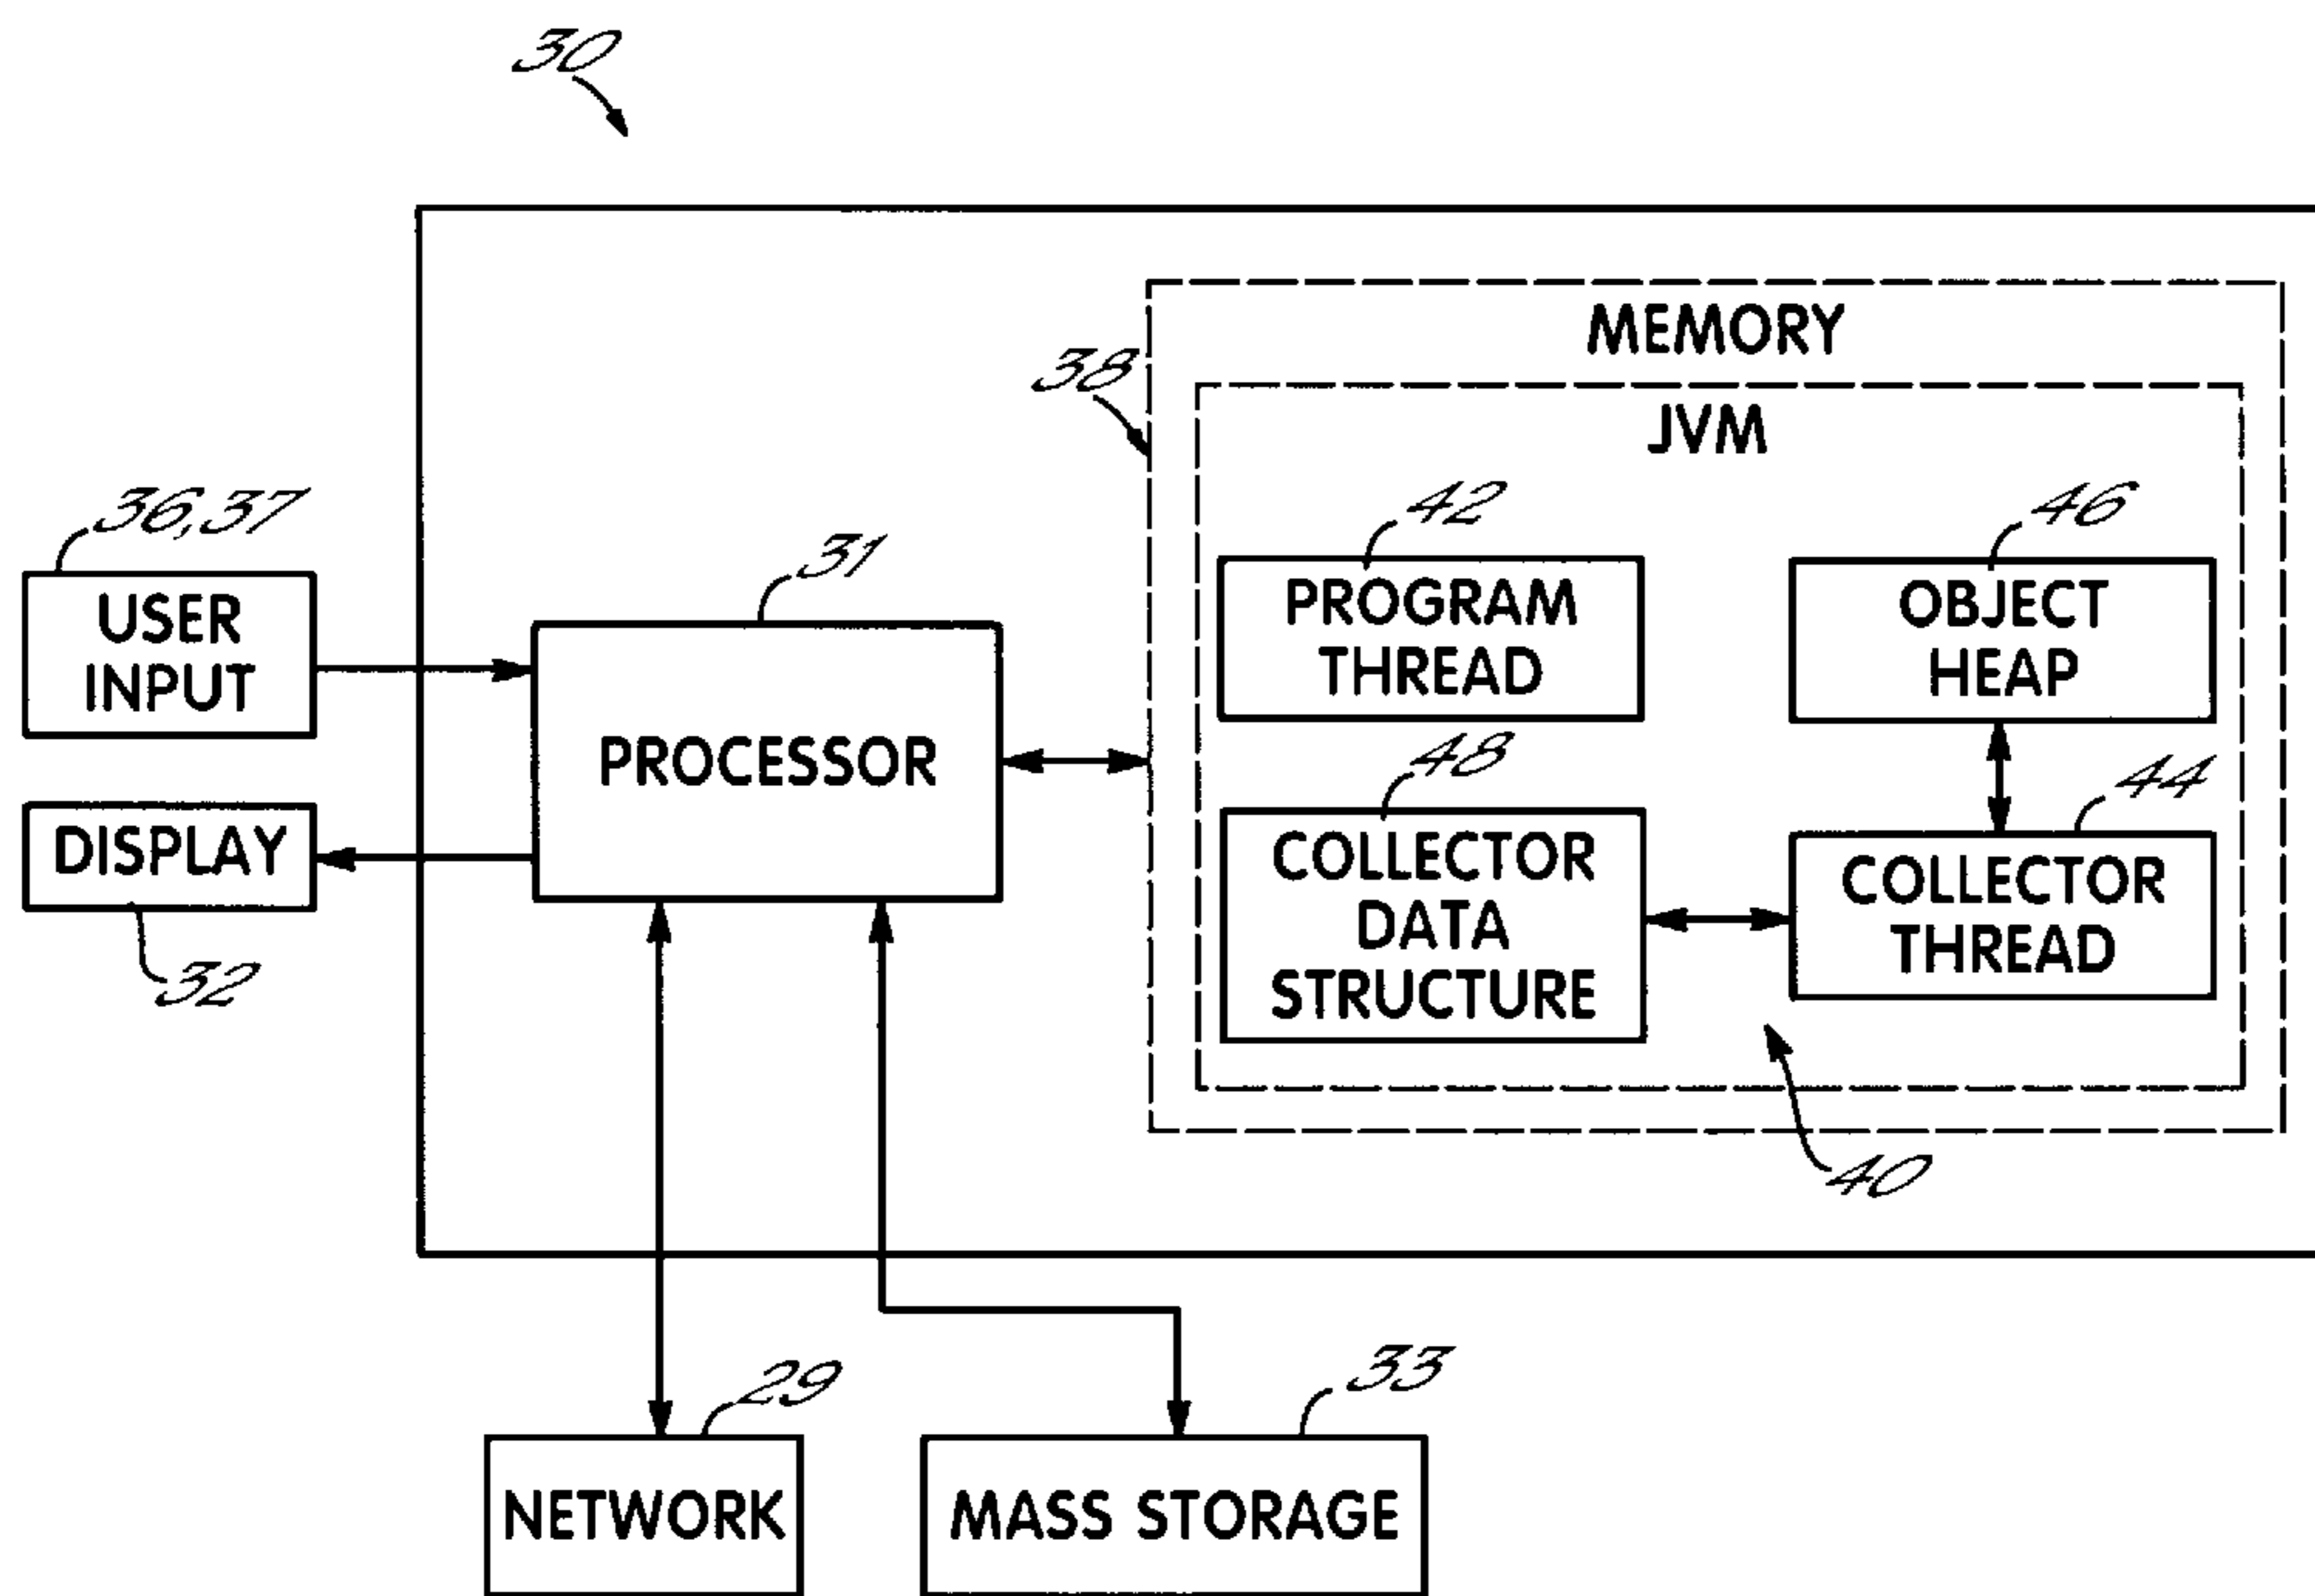 30
MEMORY
38
JVM
36,37
42
46
31
USER
INPUT
PROGRAM
THREAD
OBJECT
HEAP
PROCESSOR
48
44
DISPLAY
COLLECTOR
DATA
STRUCTURE
COLLECTOR
THREAD
32
40
29
33
NETWORK
MASS STORAGE